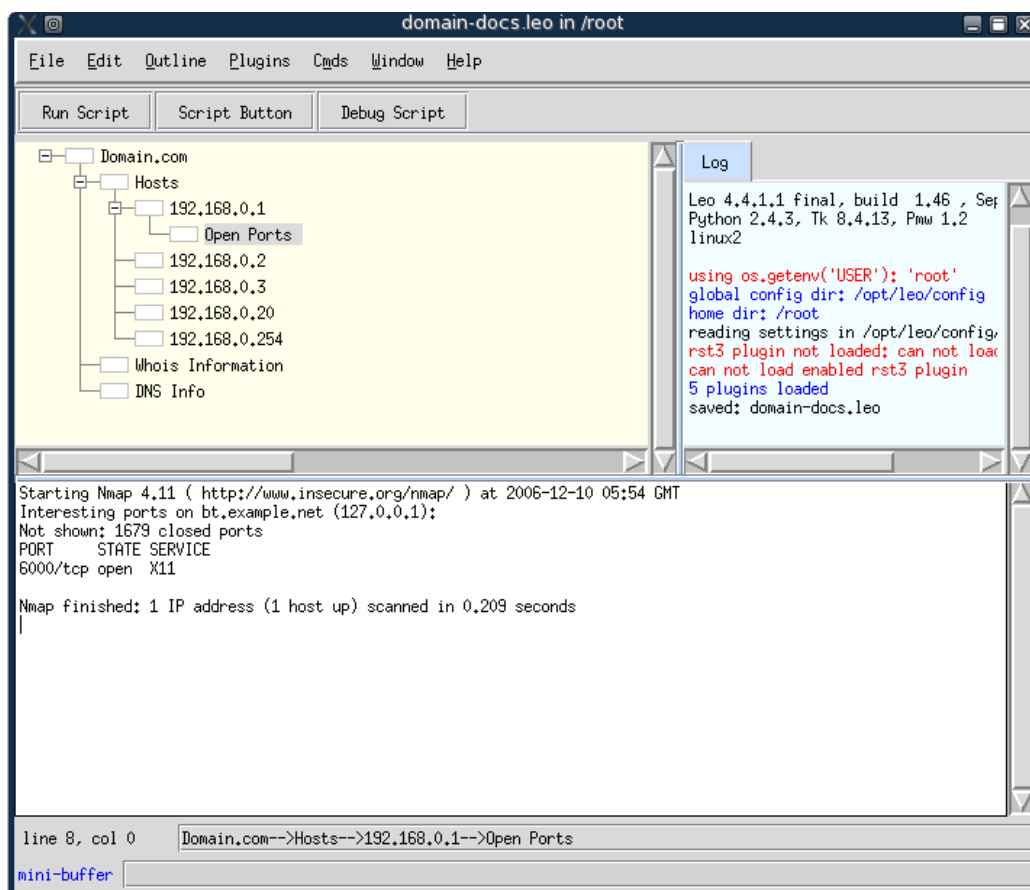 domain-docs.leo in /root
File Edit Outline Plugins Cmds Window Help
Run Script Script Button Debug Script
Domain.com
Hosts
192.168.0.1
Open Ports
192.168.0.2
192.168.0.3
192.168.0.20
192.168.0.254
Whois Information
DNS Info
Log
Leo 4.4.1.1 final, build 1.46 , Sep
Python 2.4.3, Tk 8.4.13, Pmw 1.2
linux2
using os.getenv('USER'): 'root'
global config dir: /opt/leo/config
home dir: /root
reading settings in /opt/leo/config/
rst3 plugin not loaded: can not load
can not load enabled rst3 plugin
5 plugins loaded
saved: domain-docs.leo
Starting Nmap 4.11 ( http://www.insecure.org/nmap/ ) at 2006-12-10 05:54 GMT
Interesting ports on bt.example.net (127.0.0.1):
Not shown: 1679 closed ports
PORT STATE SERVICE
6000/tcp open X11
Nmap finished: 1 IP address (1 host up) scanned in 0.209 seconds
line 8, col 0 Domain.com-->Hosts-->192.168.0.1-->Open Ports
mini-buffer